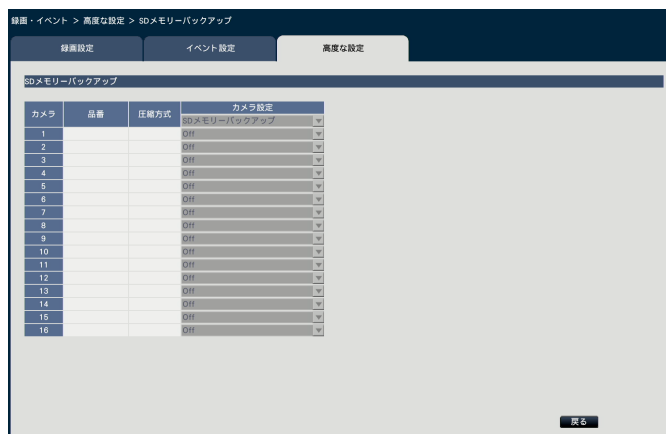 録画・イベント > 高度な設定 > SDメモリーバックアップ
録画設定 イベント設定 高度な設定
SDメモリーバックアップ
カメラ 品番 圧縮方式 カメラ設定
SDメモリーバックアップ
1 Off
2 Off
3 Off
4 Off
5 Off
6 Off
7 Off
8 Off
9 Off
10 Off
11 Off
12 Off
13 Off
14 Off
15 Off
16 Off
戻る